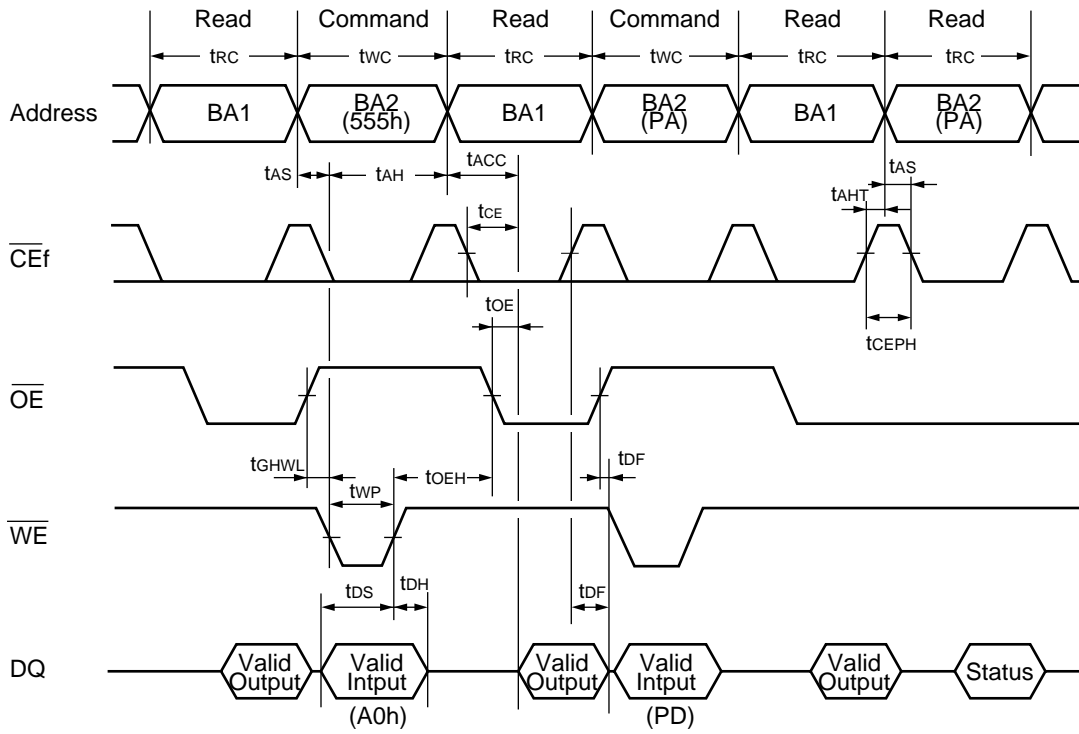 Read Command Read Command Read Read
tRC tWC tRC tWC tRC tRC
Address BA1 BA2 (555h) BA1 BA2 (PA) BA1 BA2 (PA)
tAS tAH tACC tAS
tAHT
tCE
CEf
tOE
tCEPH
OE
tGHWL tWP tOEH tDF
WE
tDS tDH tDF
DQ Valid Output Valid Intput Valid Output Valid Intput Valid Output Status
(A0h) (PD)